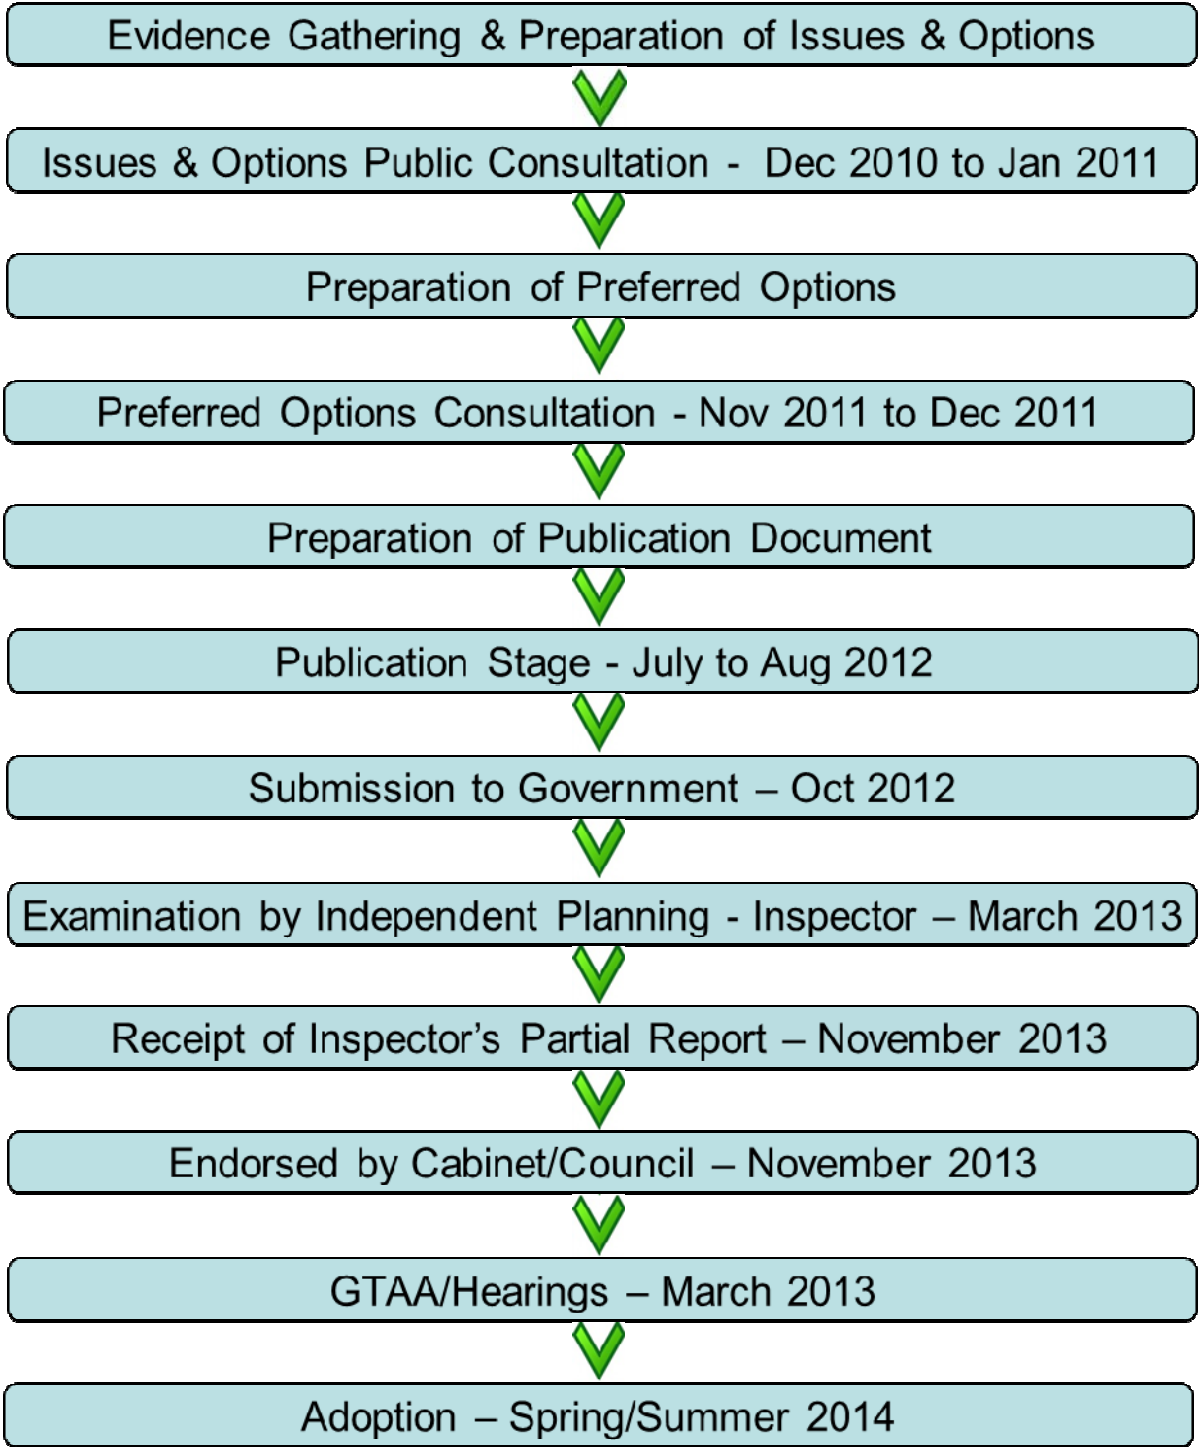 Evidence Gathering & Preparation of Issues & Options
Issues & Options Public Consultation - Dec 2010 to Jan 2011
Preparation of Preferred Options
Preferred Options Consultation - Nov 2011 to Dec 2011
Preparation of Publication Document
Publication Stage - July to Aug 2012
Submission to Government – Oct 2012
Examination by Independent Planning - Inspector – March 2013
Receipt of Inspector’s Partial Report – November 2013
Endorsed by Cabinet/Council – November 2013
GTAA/Hearings – March 2013
Adoption – Spring/Summer 2014